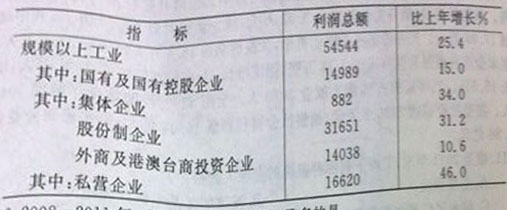 指 标 利润总额 比上年增长%
规模以上工业 54544 25.4
其中:国有及国有控股企业 14989 15.0
其中:集体企业 882 34.0
股份制企业 31651 31.2
外商及港澳台商投资企业 14038 10.6
其中:私营企业 16620 46.0